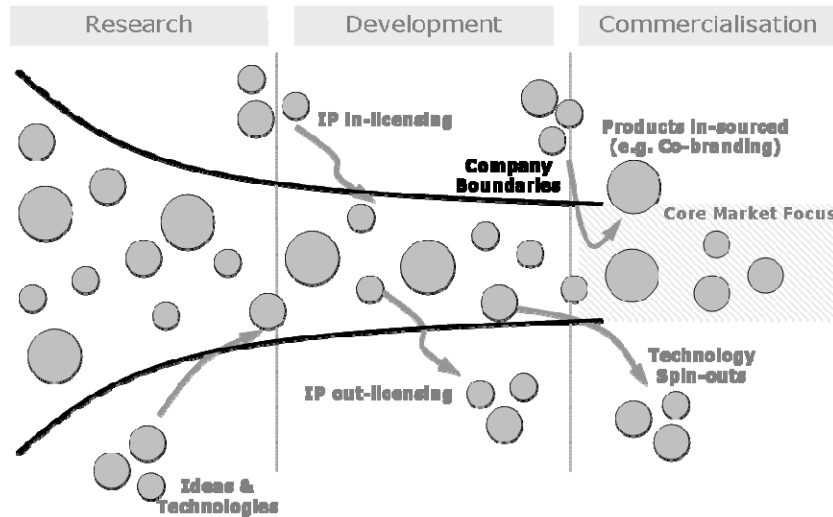 Research
Development
Commercialisation
IP in-licensing
Products in-sourced
(e.g. Co-branding)
Company
Boundaries
Core Market Focus
Technology
Spin-outs
IP out-licensing
Ideas &
Technologies